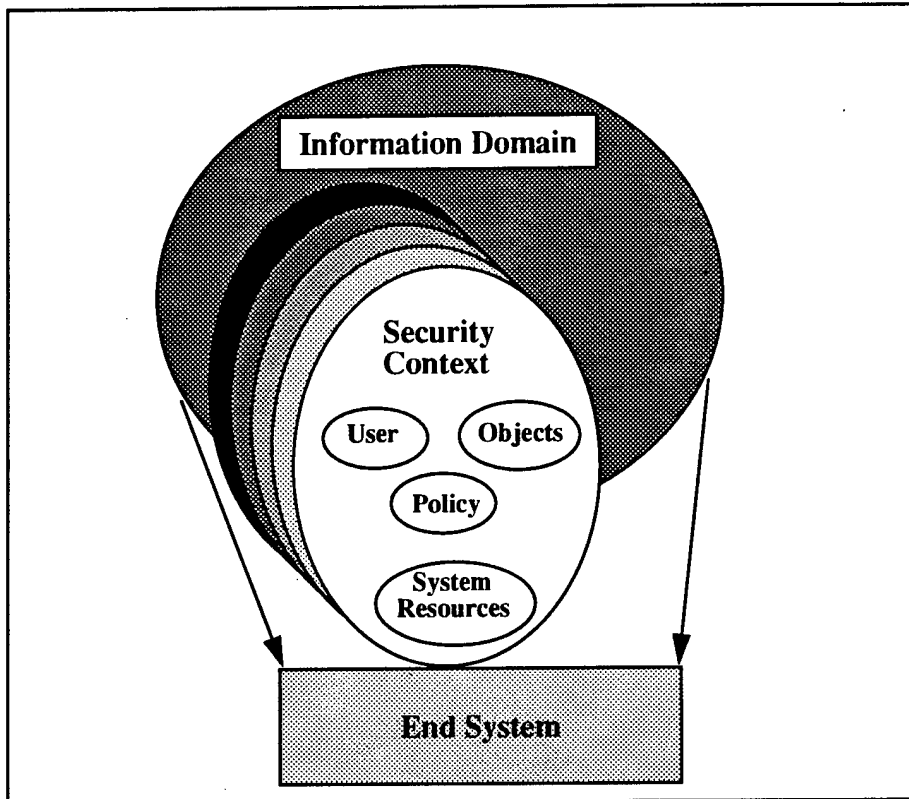 Information Domain
Security
Context
User
Objects
Policy
System
Resources
End System